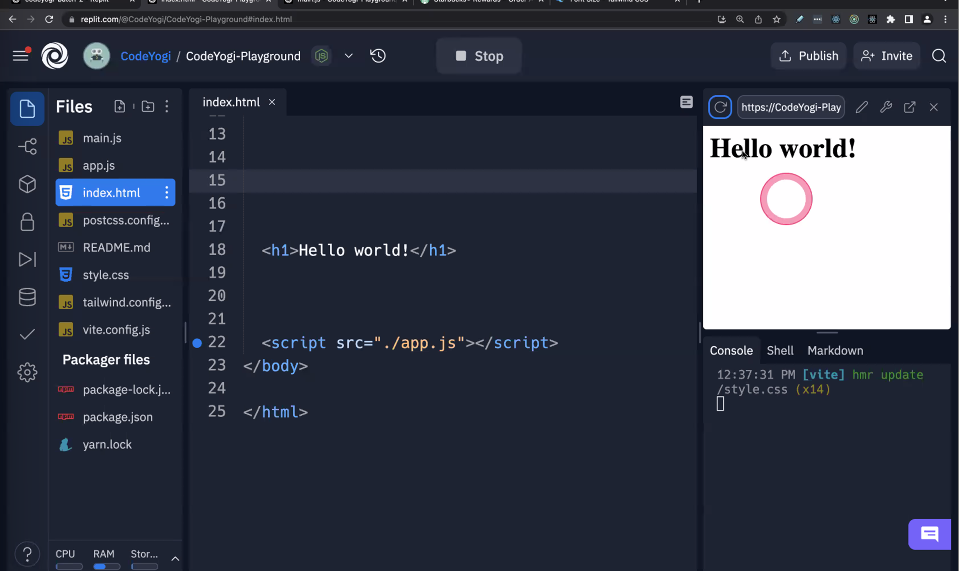 replit.com/@CodeYogi/CodeYogi-Playground#index.html
CodeYogi / CodeYogi-Playground
Stop
Publish
Invite
Files
main.js
app.js
index.html
postcss.config...
README.md
style.css
tailwind.config...
vite.config.js
Packager files
package-lock.j...
package.json
yarn.lock
CPU RAM Stor...
index.html
13
14
15
16
17
18 <h1>Hello world!</h1>
19
20
21
22 <script src="./app.js"></script>
23 </body>
24
25 </html>
https://CodeYogi-Play
Hello world!
Console Shell Markdown
12:37:31 PM [vite] hmr update
/style.css (x14)